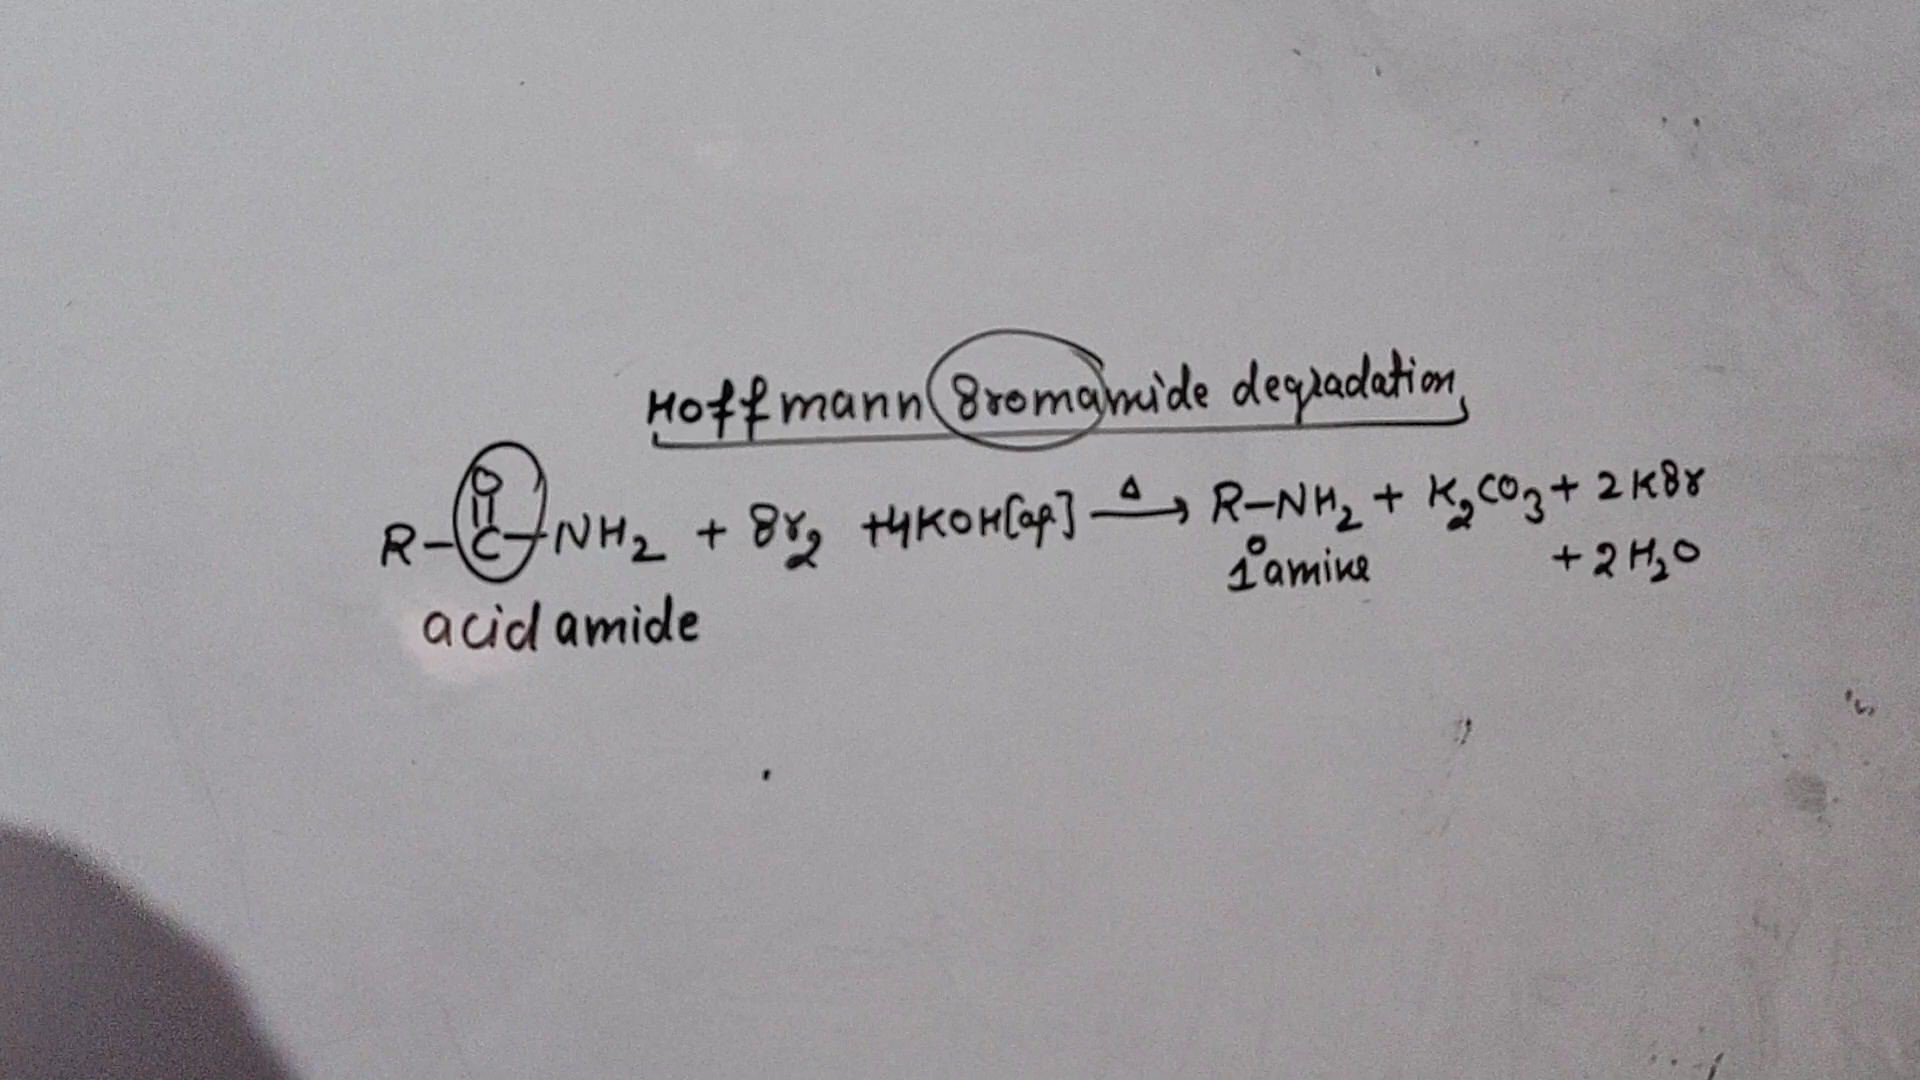 Hoffmann Bromamide degradation
O
R-C-NH₂ + Br₂ +4KOH[aq] Δ→ R-NH₂ + K₂CO₃ + 2KBr
acid amide
1° amine
+ 2H₂O